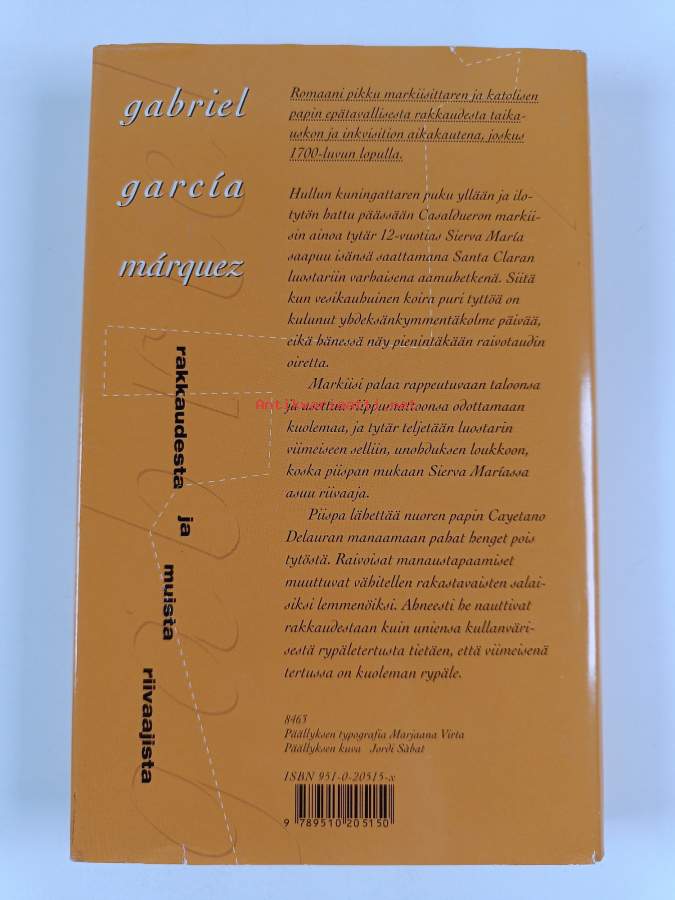 gabriel
garcía
márquez
rakkaudesta ja muista riivaajista
Romaani pikku markiisittaren ja katolisen
papin epätavallisesta rakkaudesta taika-
uskon ja inkvisition aikakautena, joskus
1700-luvun lopulla.
Hullun kuningattaren puku yllään ja ilo-
tytön hattu päässään Casaldueron markii-
sin ainoa tytär 12-vuotias Sierva María
saapuu isänsä saattamana Santa Claran
luostariin varhaisena aamuhetkenä. Siitä
kun vesikauhuinen koira puri tyttöä on
kulunut yhdeksänkymmentäkolme päivää,
eikä hänessä näy pienintäkään raivotaudin
oiretta.
Markiisi palaa rappeutuvaan taloonsa
ja asettuu riippumattoonsa odottamaan
Antikvariaatti.net
kuolemaa, ja tytär teljetään luostarin
viimeiseen selliin, unohduksen loukkoon,
koska piispan mukaan Sierva Maríassa
asuu riivaaja.
Piispa lähettää nuoren papin Cayetano
Delauran manaamaan pahat henget pois
tytöstä. Raivoisat manaustapaamiset
muuttuvat vähitellen rakastavaisten salai-
siksi lemmenöiksi. Ahneesti he nauttivat
rakkaudestaan kuin uniensa kullanväri-
sestä rypäletertusta tietäen, että viimeisenä
tertussa on kuoleman rypäle.
8463
Päällyksen typografia Marjaana Virta
Päällyksen kuva Jordi Sàbat
ISBN 951-0-20515-x
9 789510 205150